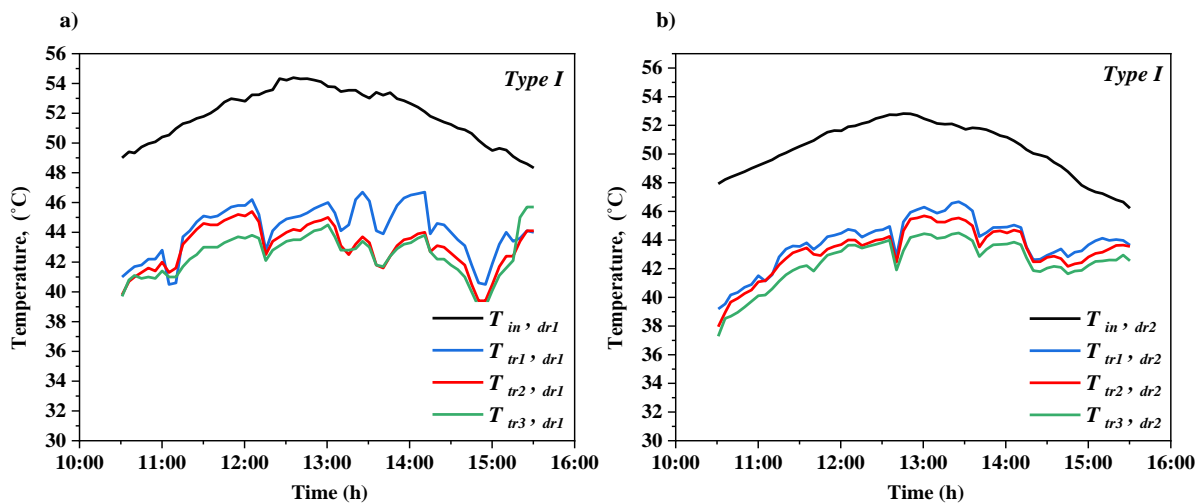 a)
Type I
Temperature, (°C)
56
54
52
50
48
46
44
42
40
38
36
34
32
30
T in , dr1
T tr1 , dr1
T tr2 , dr1
T tr3 , dr1
10:00 11:00 12:00 13:00 14:00 15:00 16:00
Time (h)
b)
Type I
Temperature, (°C)
56
54
52
50
48
46
44
42
40
38
36
34
32
30
T in , dr2
T tr1 , dr2
T tr2 , dr2
T tr3 , dr2
10:00 11:00 12:00 13:00 14:00 15:00 16:00
Time (h)